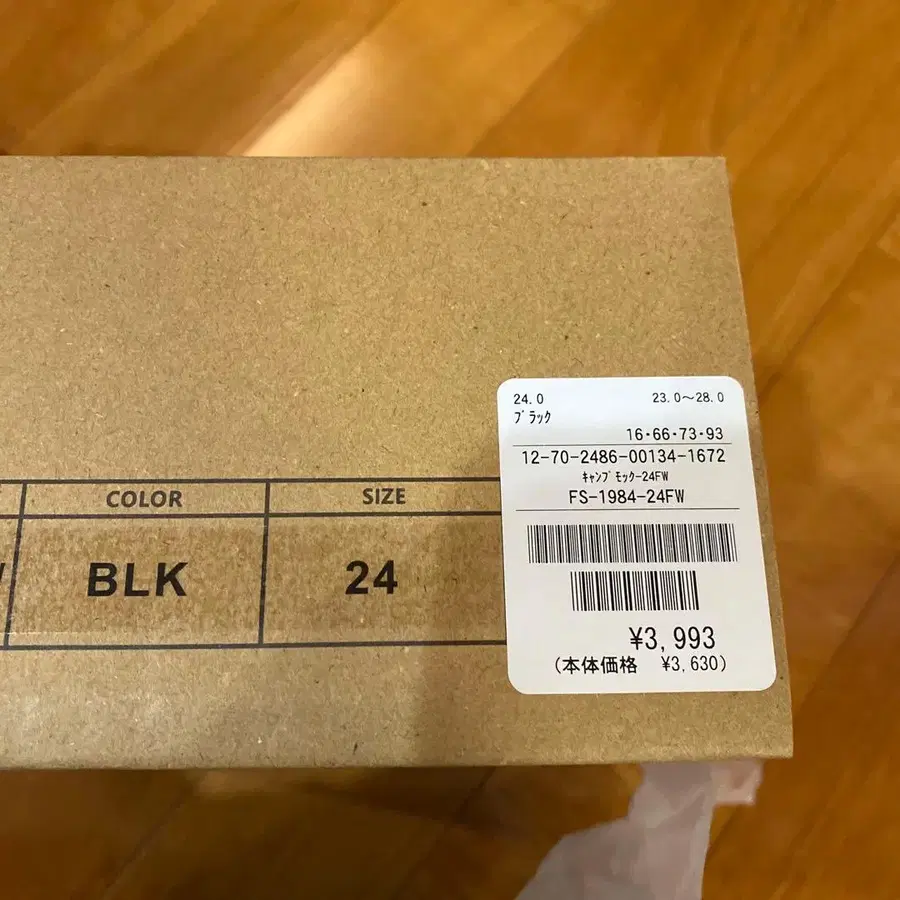 24.0 23.0～28.0
ﾌﾞﾗｯｸ
16・66・73・93
12-70-2486-00134-1672
ｷｬﾝﾌﾟﾓｯｸ-24FW
FS-1984-24FW
¥3,993
(本体価格 ¥3,630)
COLOR SIZE
BLK 24